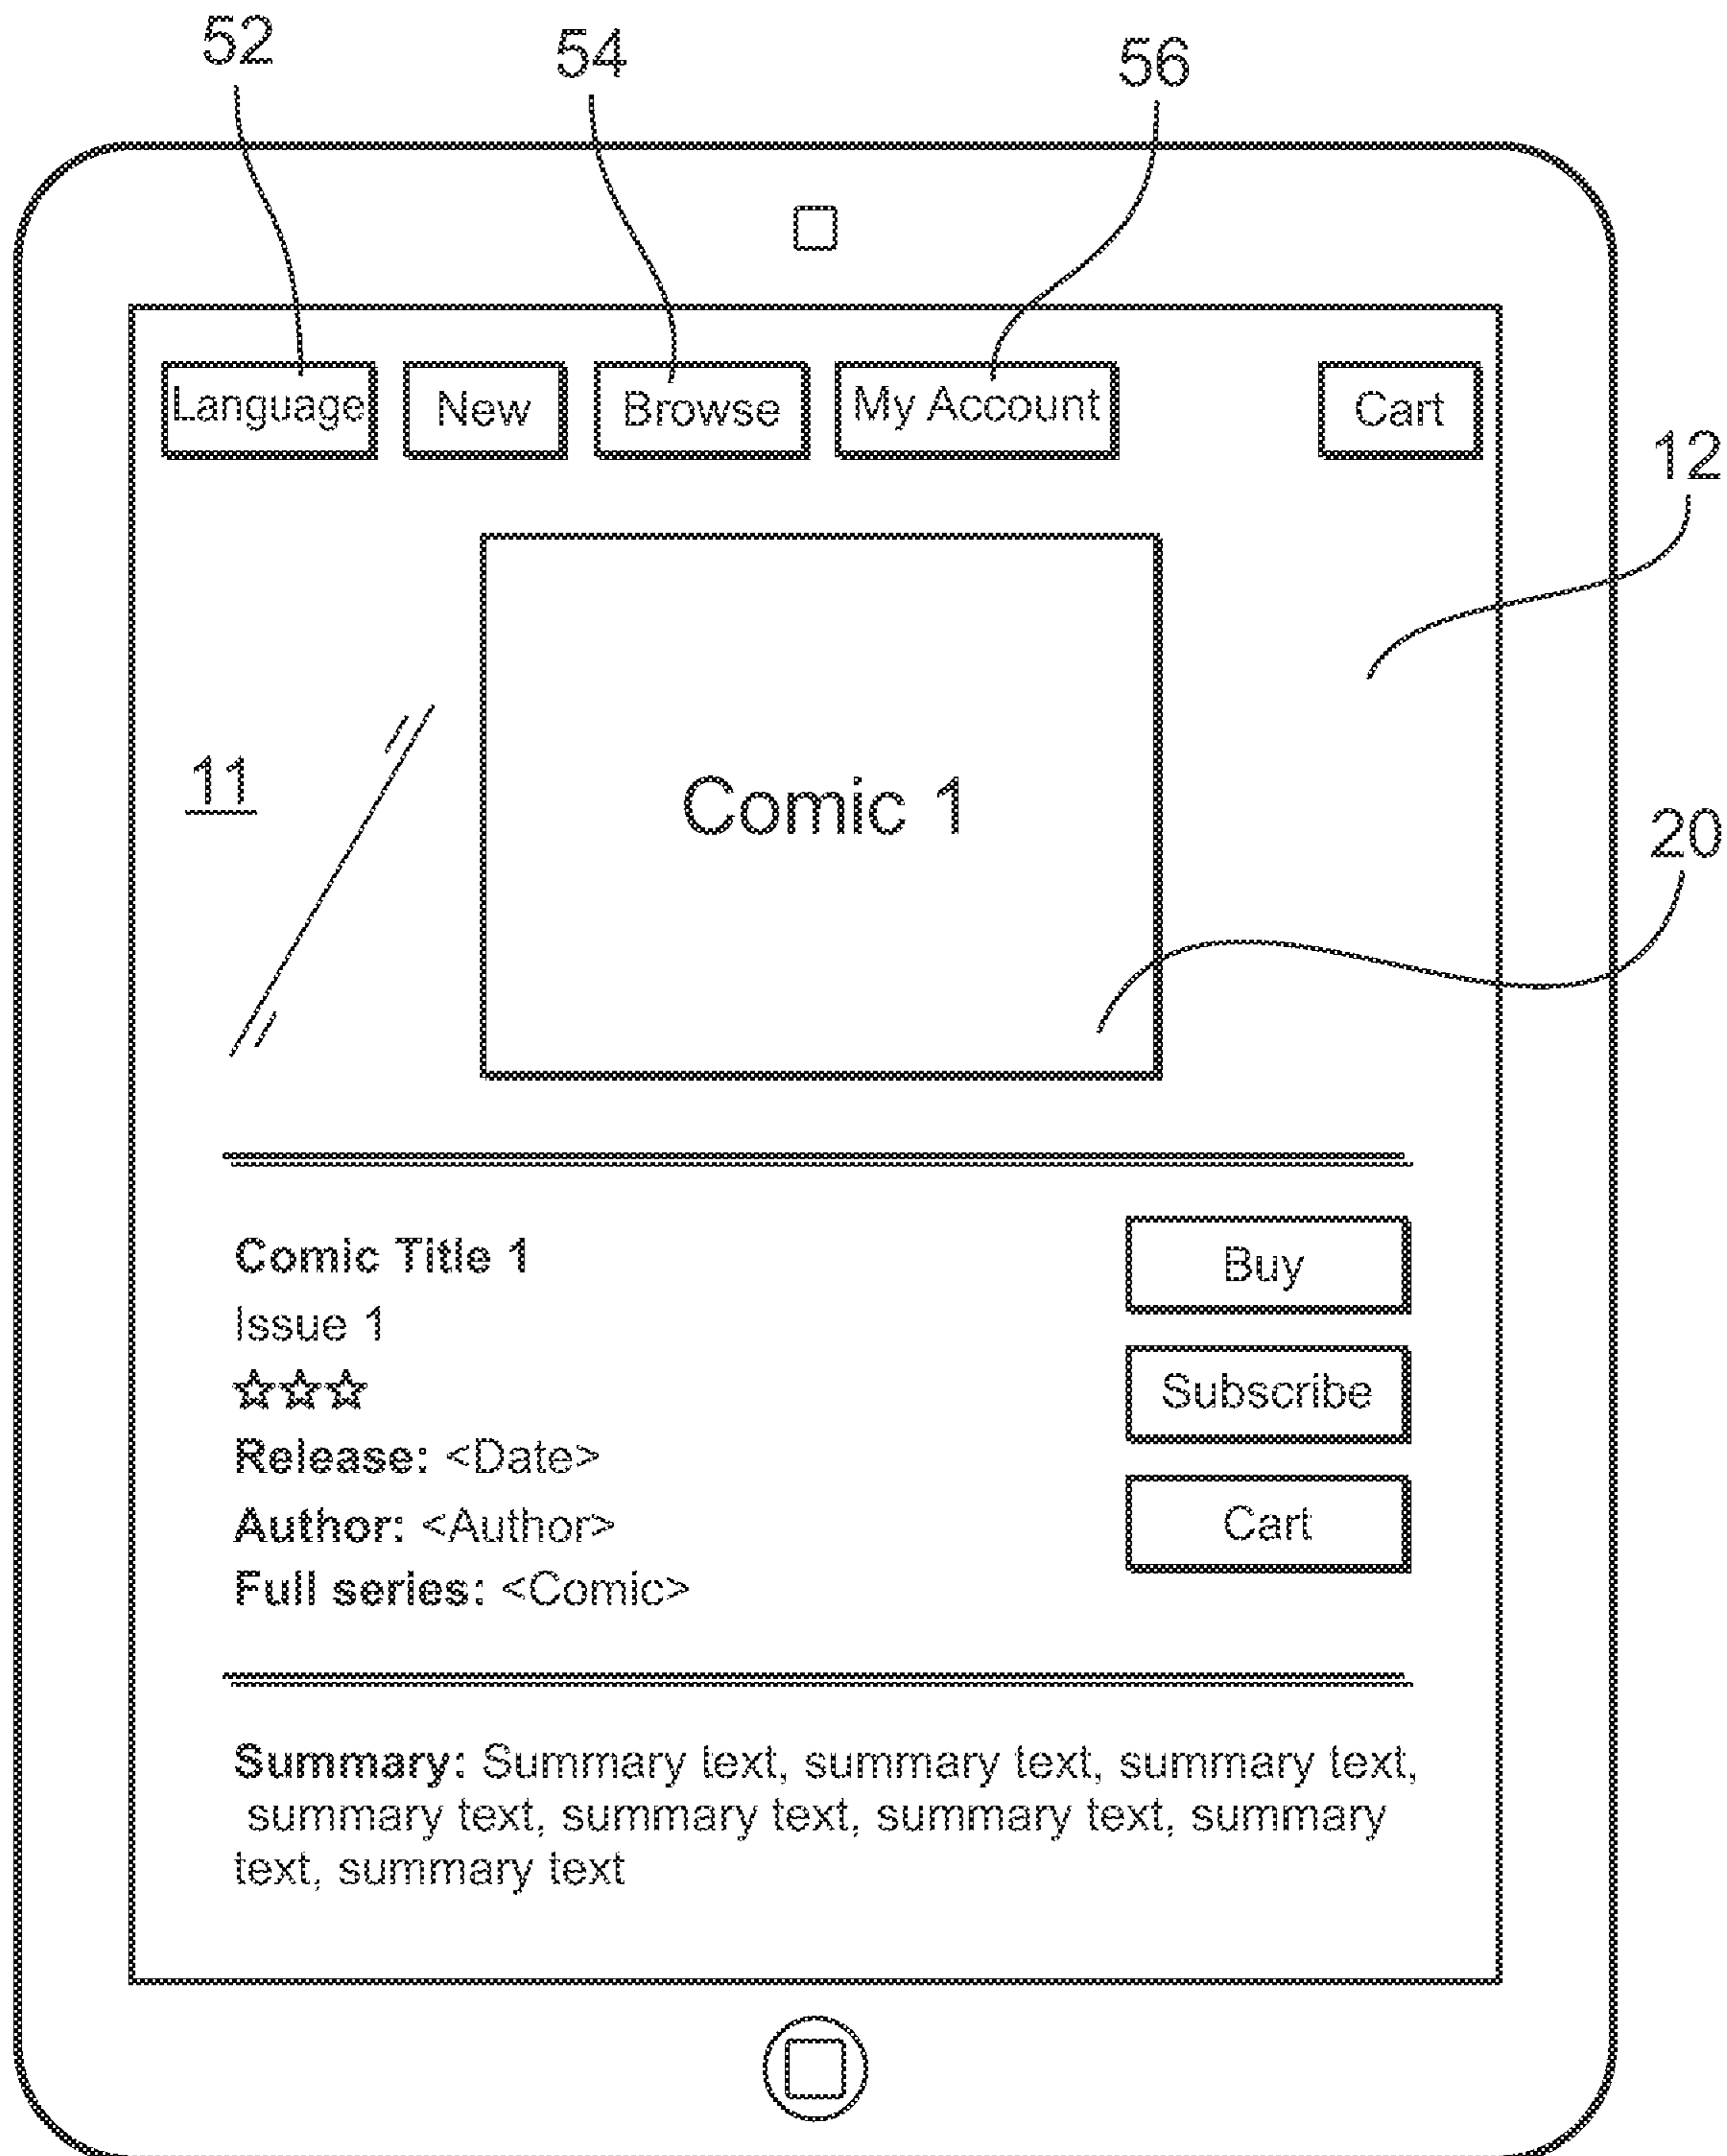 52 54 56
Language New Browse My Account Cart
12
Comic 1
11
20
Comic Title 1
Buy
Issue 1
Subscribe
Release: <Date>
Author: <Author>
Cart
Full series: <Comic>
Summary: Summary text, summary text, summary text,
summary text, summary text, summary text, summary
text, summary text